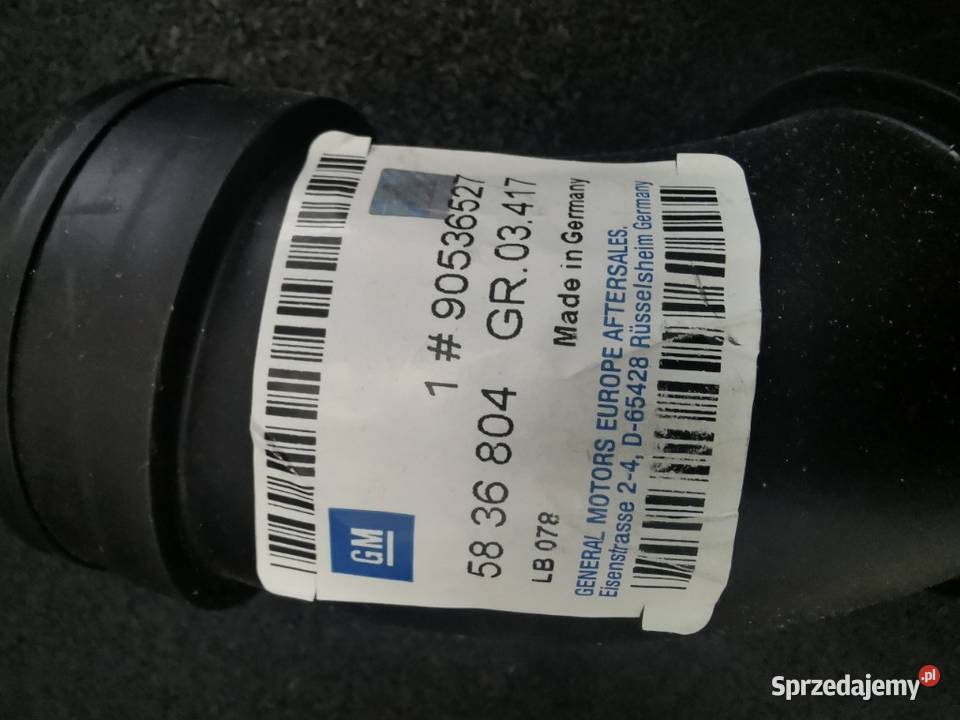 GM
1 # 90536527
58 36 804 GR.03.417
LB 078 Made in Germany
GENERAL MOTORS EUROPE AFTERSALES.
Eisenstrasse 2-4, D-65428 Rüsselsheim Germany
Sprzedajemy.pl